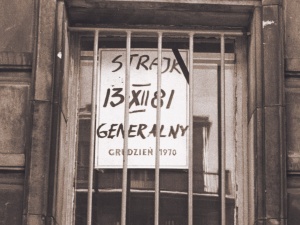 STRAJK
13 XII 81
GENERALNY
GRUDZIEŃ 1970